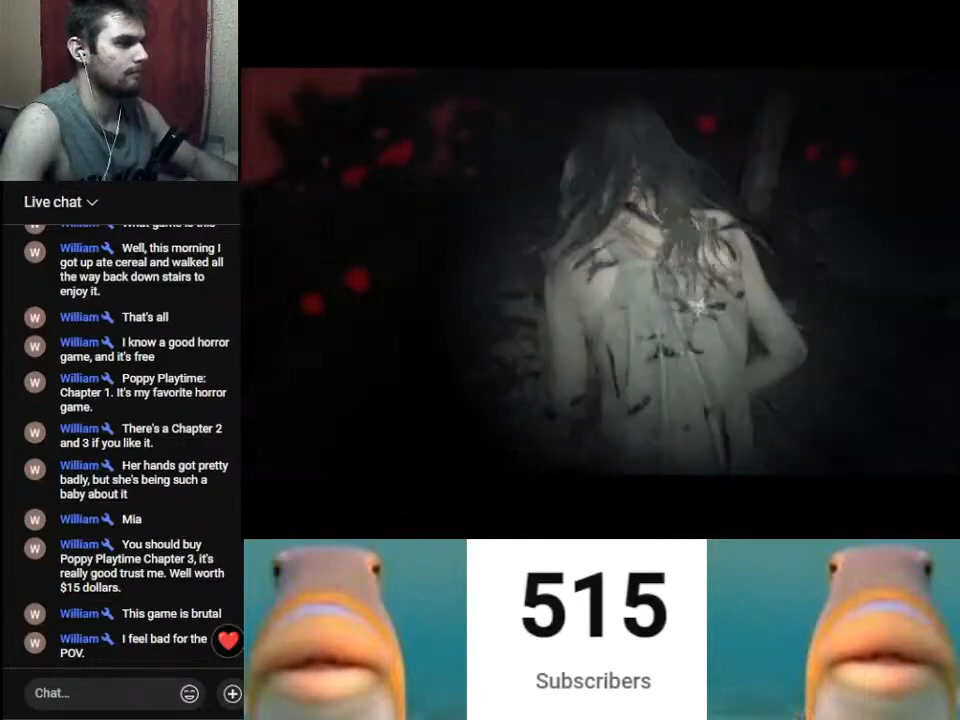 Live chat
William What game is this
W William Well, this morning I
got up ate cereal and walked all
the way back down stairs to
enjoy it.
W William That's all
W William I know a good horror
game, and it's free
W William Poppy Playtime:
Chapter 1. It's my favorite horror
game.
W William There's a Chapter 2
and 3 if you like it.
W William Her hands got pretty
badly, but she's being such a
baby about it
W William Mia
W William You should buy
Poppy Playtime Chapter 3, it's
really good trust me. Well worth
$15 dollars.
W William This game is brutal
W William I feel bad for the
POV.
Chat...
515
Subscribers